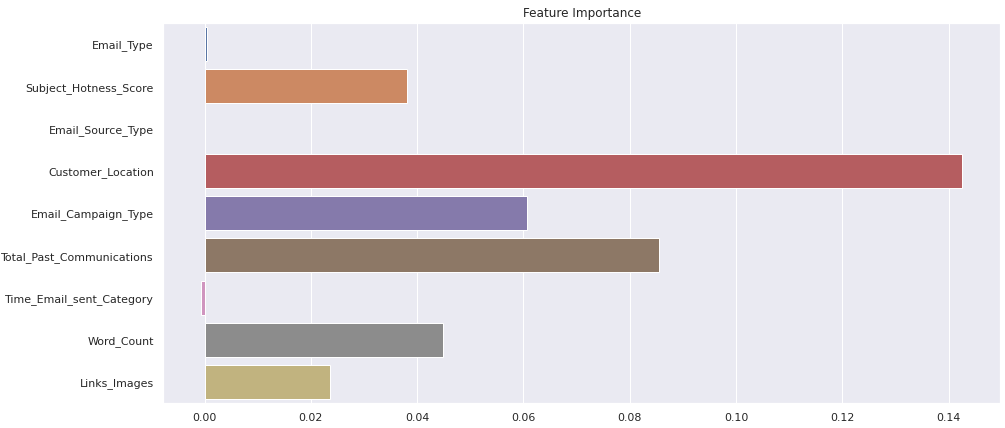 Feature Importance
Email_Type
Subject_Hotness_Score
Email_Source_Type
Customer_Location
Email_Campaign_Type
Total_Past_Communications
Time_Email_sent_Category
Word_Count
Links_Images
0.00 0.02 0.04 0.06 0.08 0.10 0.12 0.14